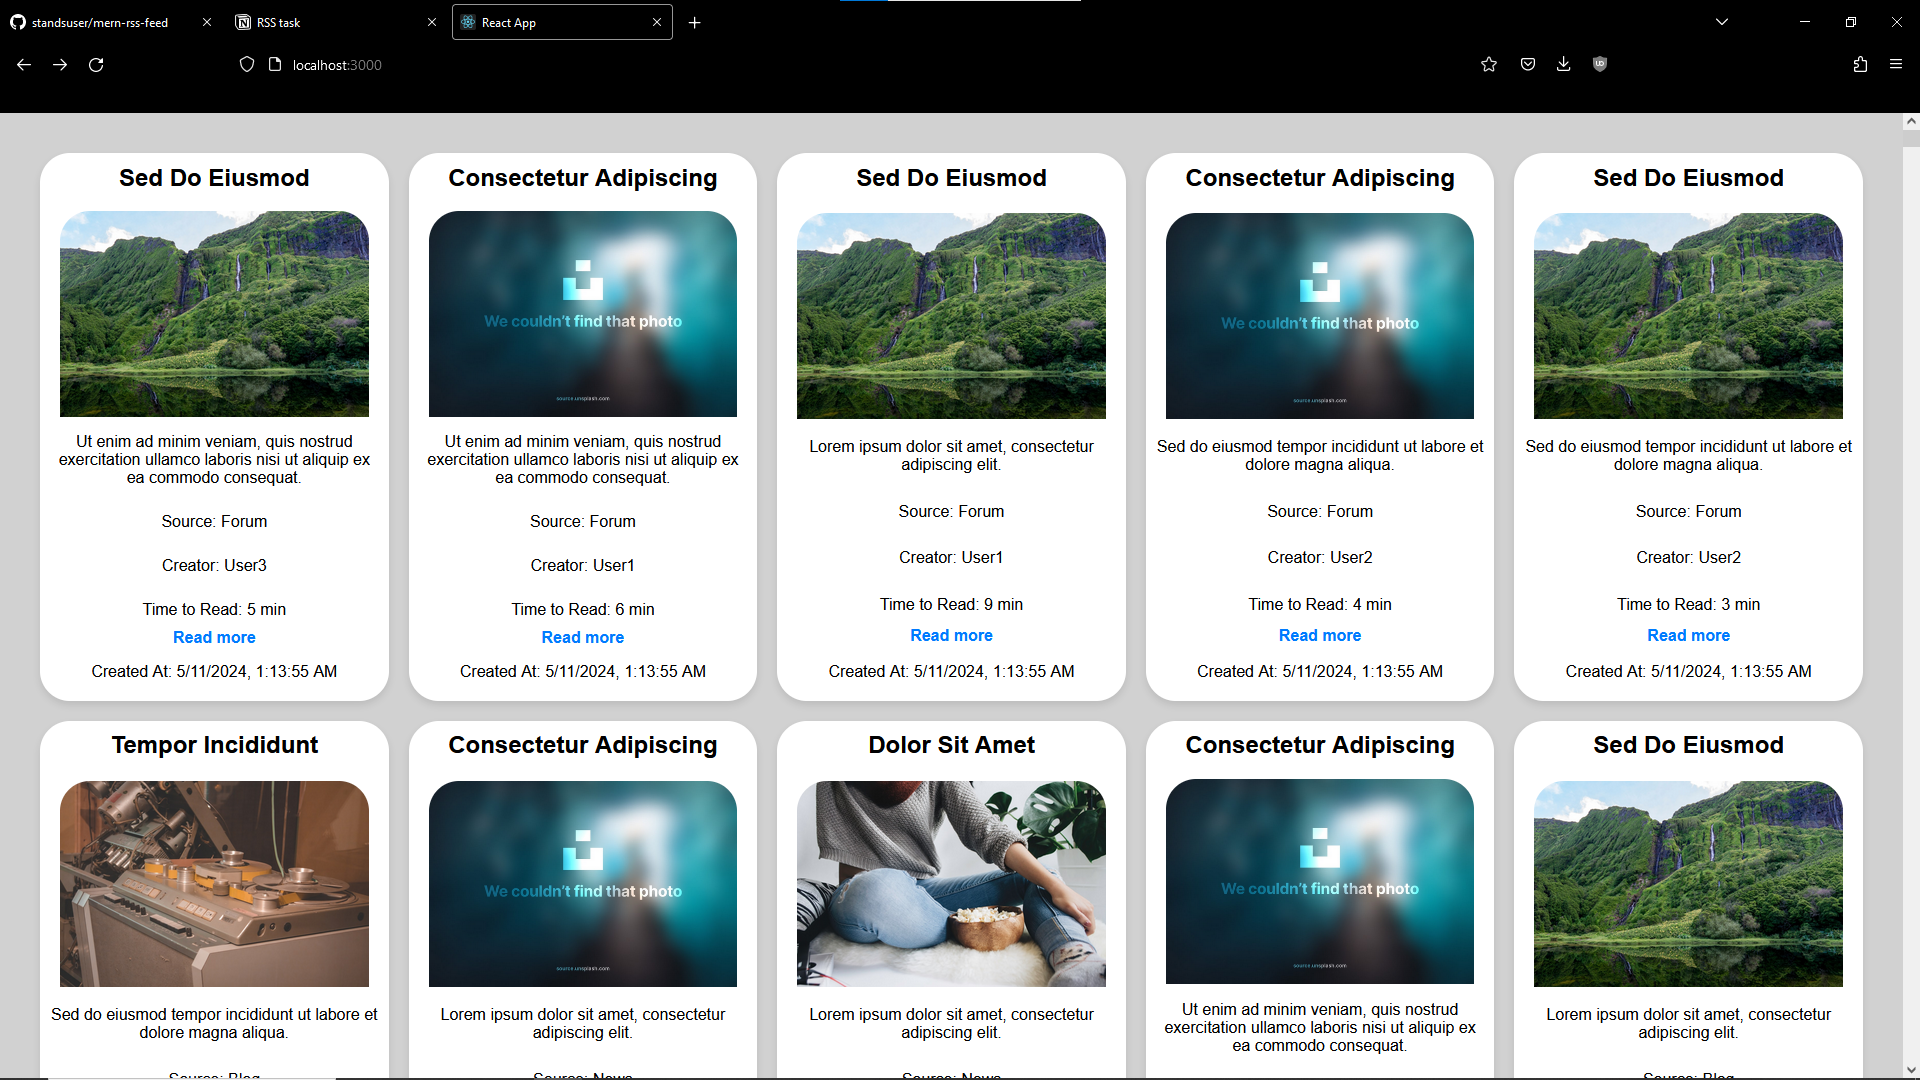 standsuser/mern-rss-feed
RSS task
React App
localhost:3000
Sed Do Eiusmod
Ut enim ad minim veniam, quis nostrud
exercitation ullamco laboris nisi ut aliquip ex
ea commodo consequat.
Source: Forum
Creator: User3
Time to Read: 5 min
Read more
Created At: 5/11/2024, 1:13:55 AM
Consectetur Adipiscing
We couldn't find that photo
source.unsplash.com
Ut enim ad minim veniam, quis nostrud
exercitation ullamco laboris nisi ut aliquip ex
ea commodo consequat.
Source: Forum
Creator: User1
Time to Read: 6 min
Read more
Created At: 5/11/2024, 1:13:55 AM
Sed Do Eiusmod
Lorem ipsum dolor sit amet, consectetur
adipiscing elit.
Source: Forum
Creator: User1
Time to Read: 9 min
Read more
Created At: 5/11/2024, 1:13:55 AM
Consectetur Adipiscing
We couldn't find that photo
source.unsplash.com
Sed do eiusmod tempor incididunt ut labore et
dolore magna aliqua.
Source: Forum
Creator: User2
Time to Read: 4 min
Read more
Created At: 5/11/2024, 1:13:55 AM
Sed Do Eiusmod
Sed do eiusmod tempor incididunt ut labore et
dolore magna aliqua.
Source: Forum
Creator: User2
Time to Read: 3 min
Read more
Created At: 5/11/2024, 1:13:55 AM
Tempor Incididunt
Sed do eiusmod tempor incididunt ut labore et
dolore magna aliqua.
Source: Blog
Consectetur Adipiscing
We couldn't find that photo
source.unsplash.com
Lorem ipsum dolor sit amet, consectetur
adipiscing elit.
Source: News
Dolor Sit Amet
Lorem ipsum dolor sit amet, consectetur
adipiscing elit.
Source: News
Consectetur Adipiscing
We couldn't find that photo
source.unsplash.com
Ut enim ad minim veniam, quis nostrud
exercitation ullamco laboris nisi ut aliquip ex
ea commodo consequat.
Sed Do Eiusmod
Lorem ipsum dolor sit amet, consectetur
adipiscing elit.
Source: Blog